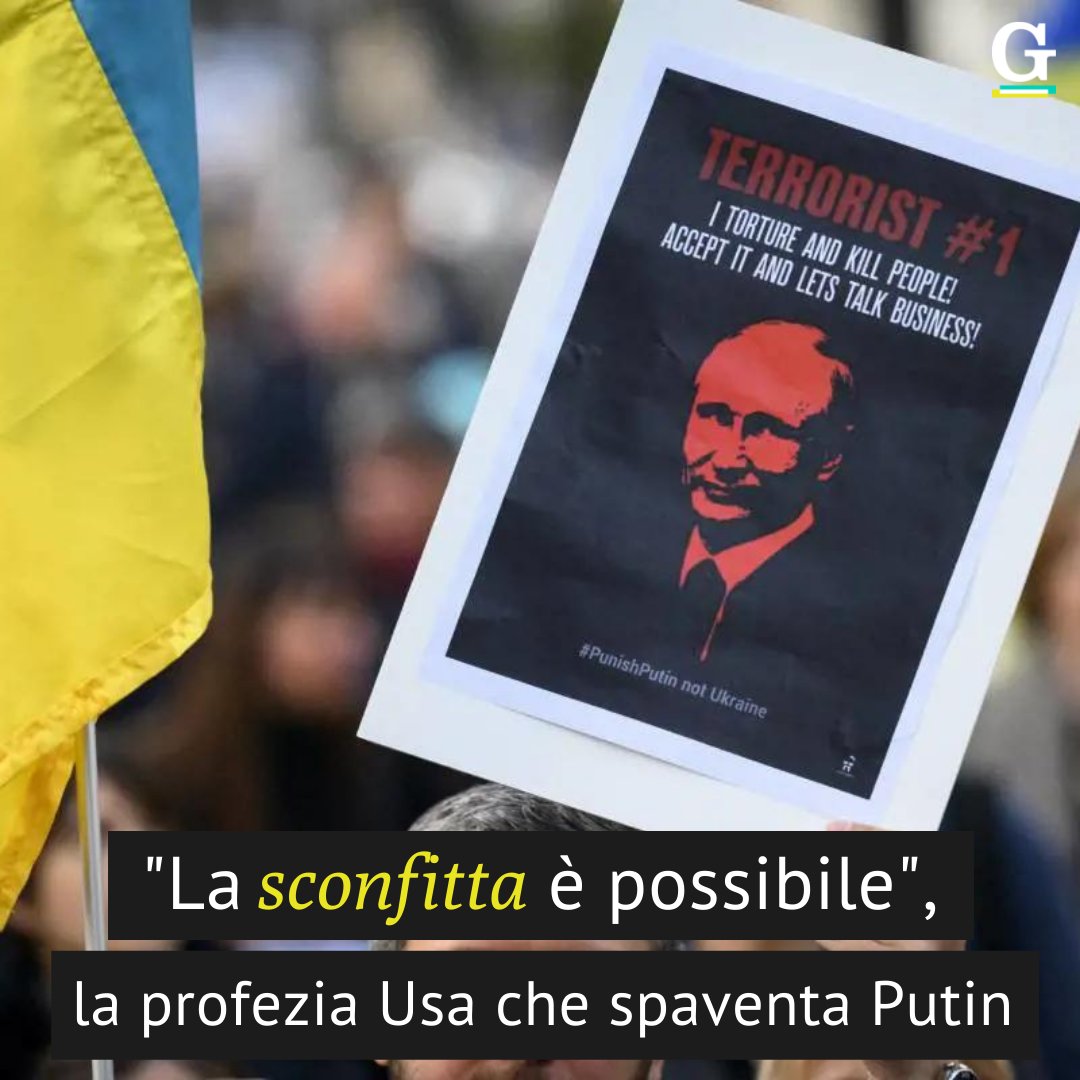 G
TERRORIST #1
I TORTURE AND KILL PEOPLE!
ACCEPT IT AND LETS TALK BUSINESS!
#PunishPutin not Ukraine
"La sconfitta è possibile",
la profezia Usa che spaventa Putin